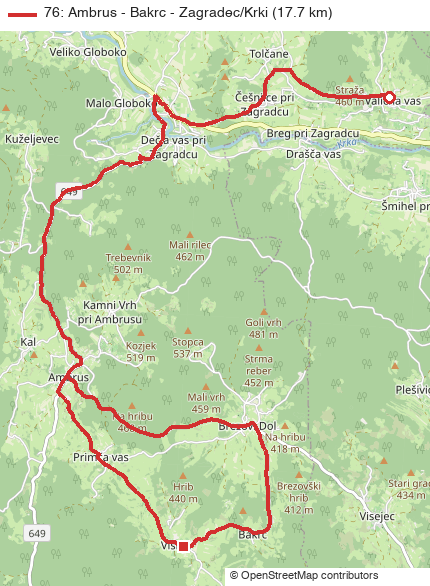 76: Ambrus - Bakrc - Zagradec/Krki (17.7 km)
Veliko Globoko
Tolčane
Malo Globoko
Češnjice pri
Zagradcu
Straža
460 m
Valična vas
Kuželjevec
Dečja vas pri
Zagradcu
Breg pri Zagradcu
Krka
Drašča vas
649
Šmihel pri
Mali rilec
462 m
Trebevnik
502 m
Kamni Vrh
pri Ambrusu
Goli vrh
481 m
Kal
Kozjek
519 m
Stopca
537 m
Strma
reber
452 m
Ambrus
Mali vrh
459 m
Plešivi
Na hribu
468 m
Brezov Dol
Na hribu
418 m
Primča vas
Hrib
440 m
Brezovški
hrib
412 m
Stari grad
434 m
Visejec
649
Bakrc
© OpenStreetMap contributors